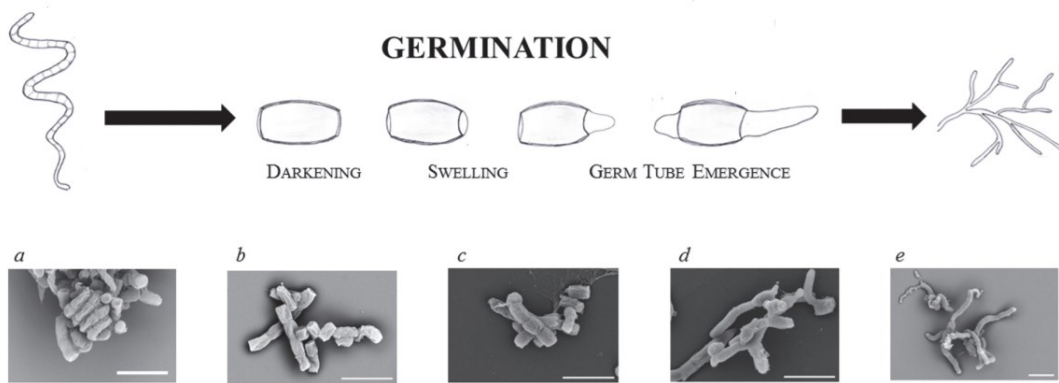 GERMINATION
DARKENING
SWELLING
GERM TUBE EMERGENCE
a
b
c
d
e